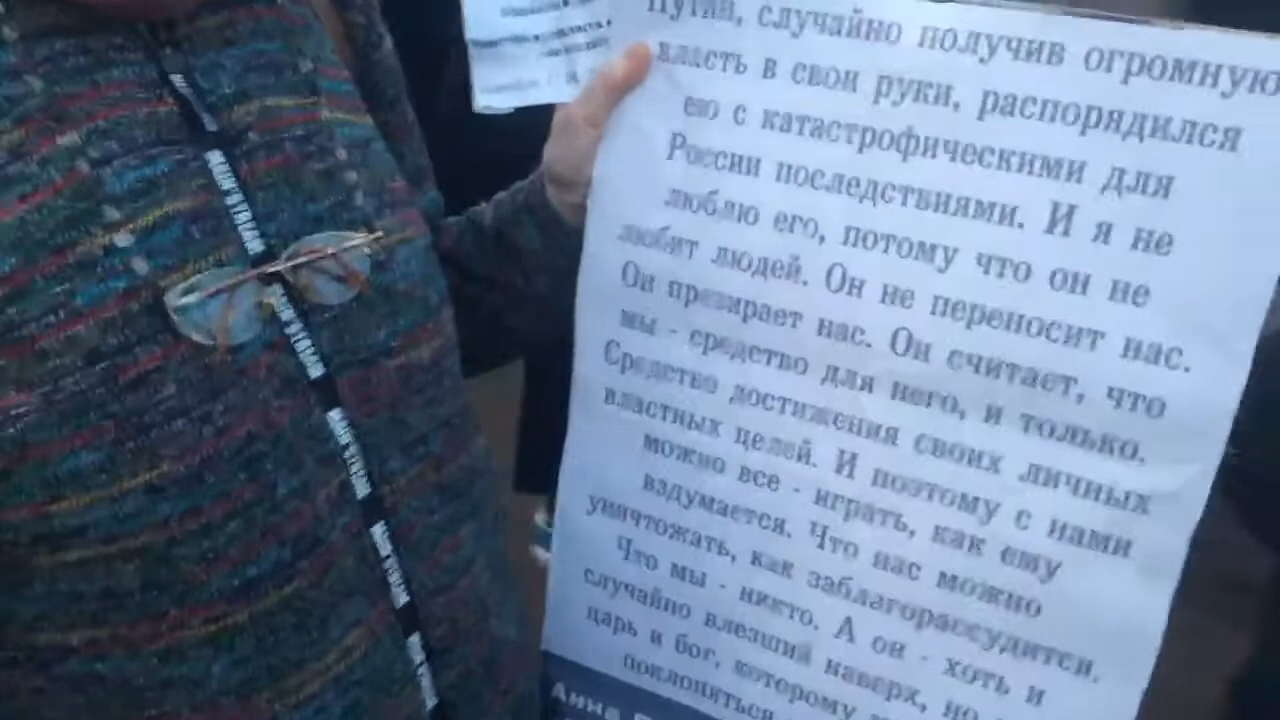 Путин, случайно получив огромную
власть в свои руки, распорядился
ею с катастрофическими для
России последствиями. И я не
люблю его, потому что он не
любит людей. Он не переносит нас.
Он презирает нас. Он считает, что
мы - средство для него, и только.
Средство достижения своих личных
властных целей. И поэтому с нами
можно все - играть, как ему
вздумается. Что нас можно
уничтожать, как заблагорассудится.
Что мы - никто. А он - хоть и
случайно влезший наверх, но
царь и бог, которому
поклоняться
Анна